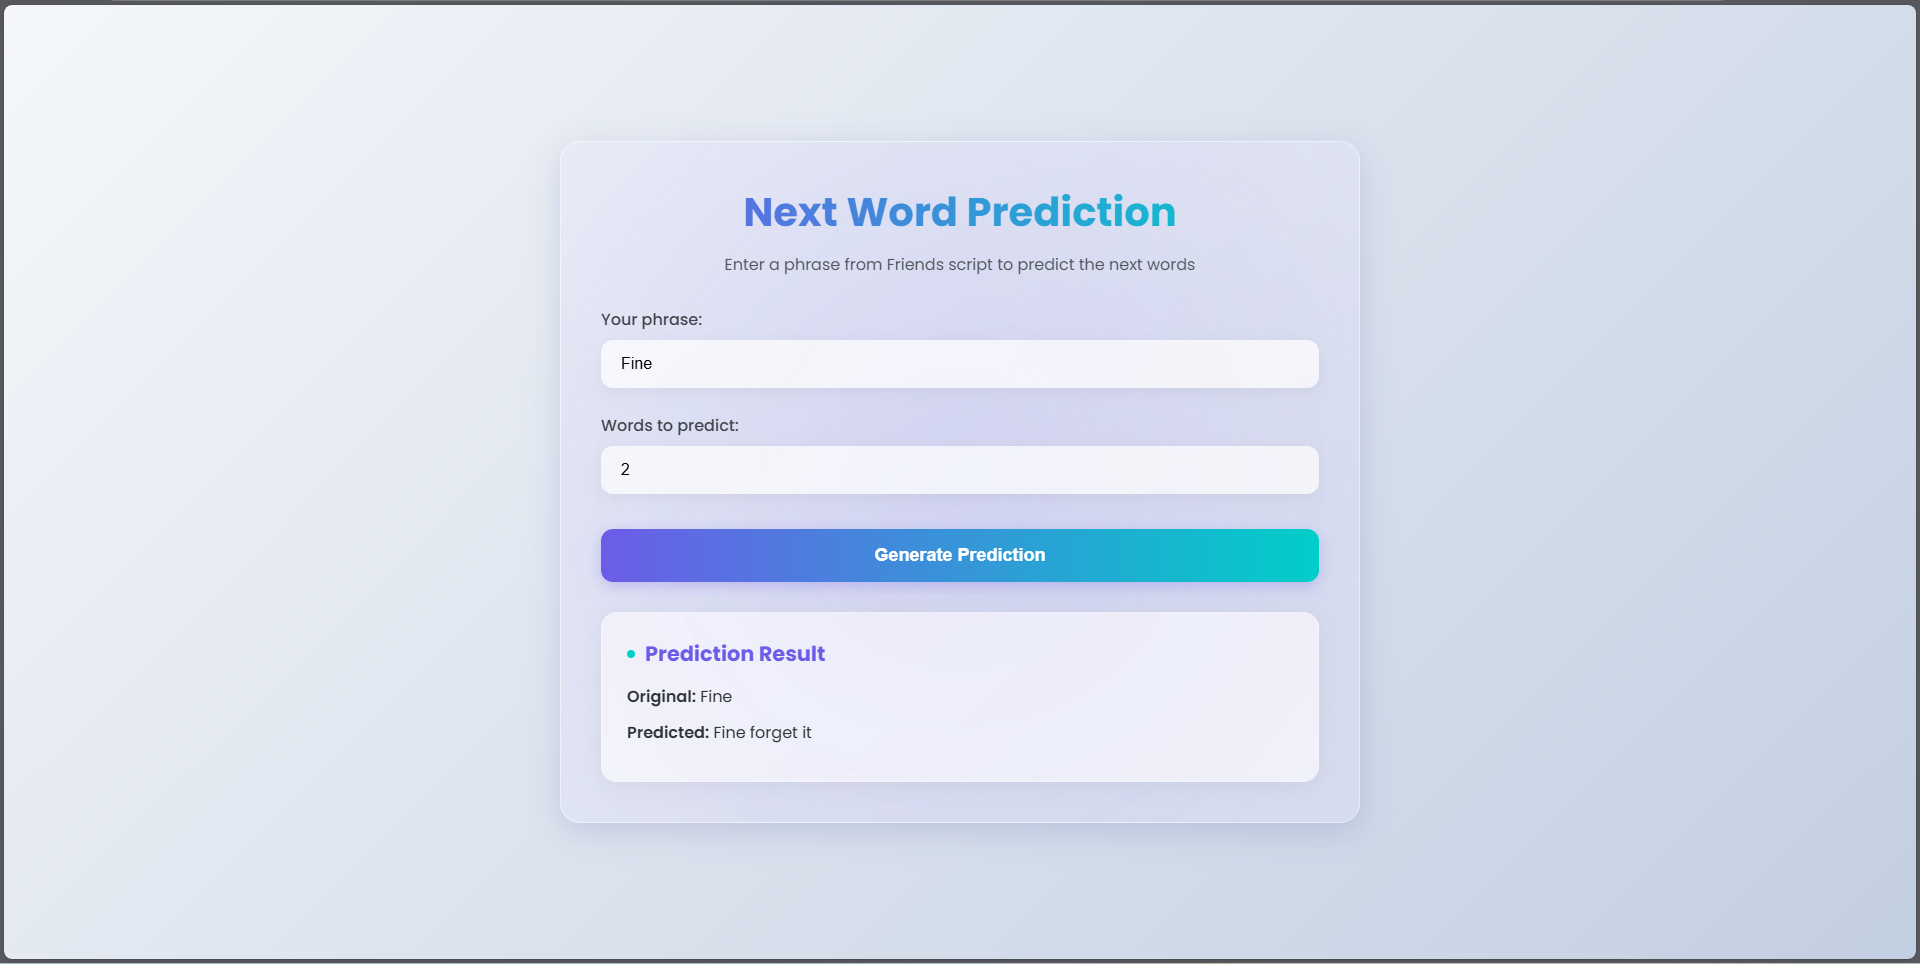 Next Word Prediction
Enter a phrase from Friends script to predict the next words
Your phrase:
Fine
Words to predict:
2
Generate Prediction
Prediction Result
Original: Fine
Predicted: Fine forget it